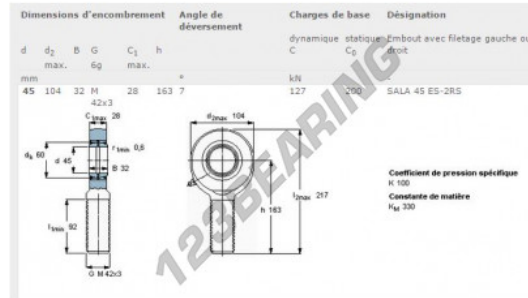 Dimensions d'encombrement Angle de déversement Charges de base Désignation
dynamique statique Embout avec filetage gauche ou droit
d d2 B G C1 h C C0
max. 6g max.
mm ° kN
45 104 32 M 42x3 28 163 7 127 200 SALA 45 ES-2RS
C1max 28
d2max 104
r1min 0,6
dk 60
d 45
B 32
45
l1min 92
h 163
l2max 217
G M 42x3
Coefficient de pression spécifique
K 100
Constante de matière
KM 330
123BEARING